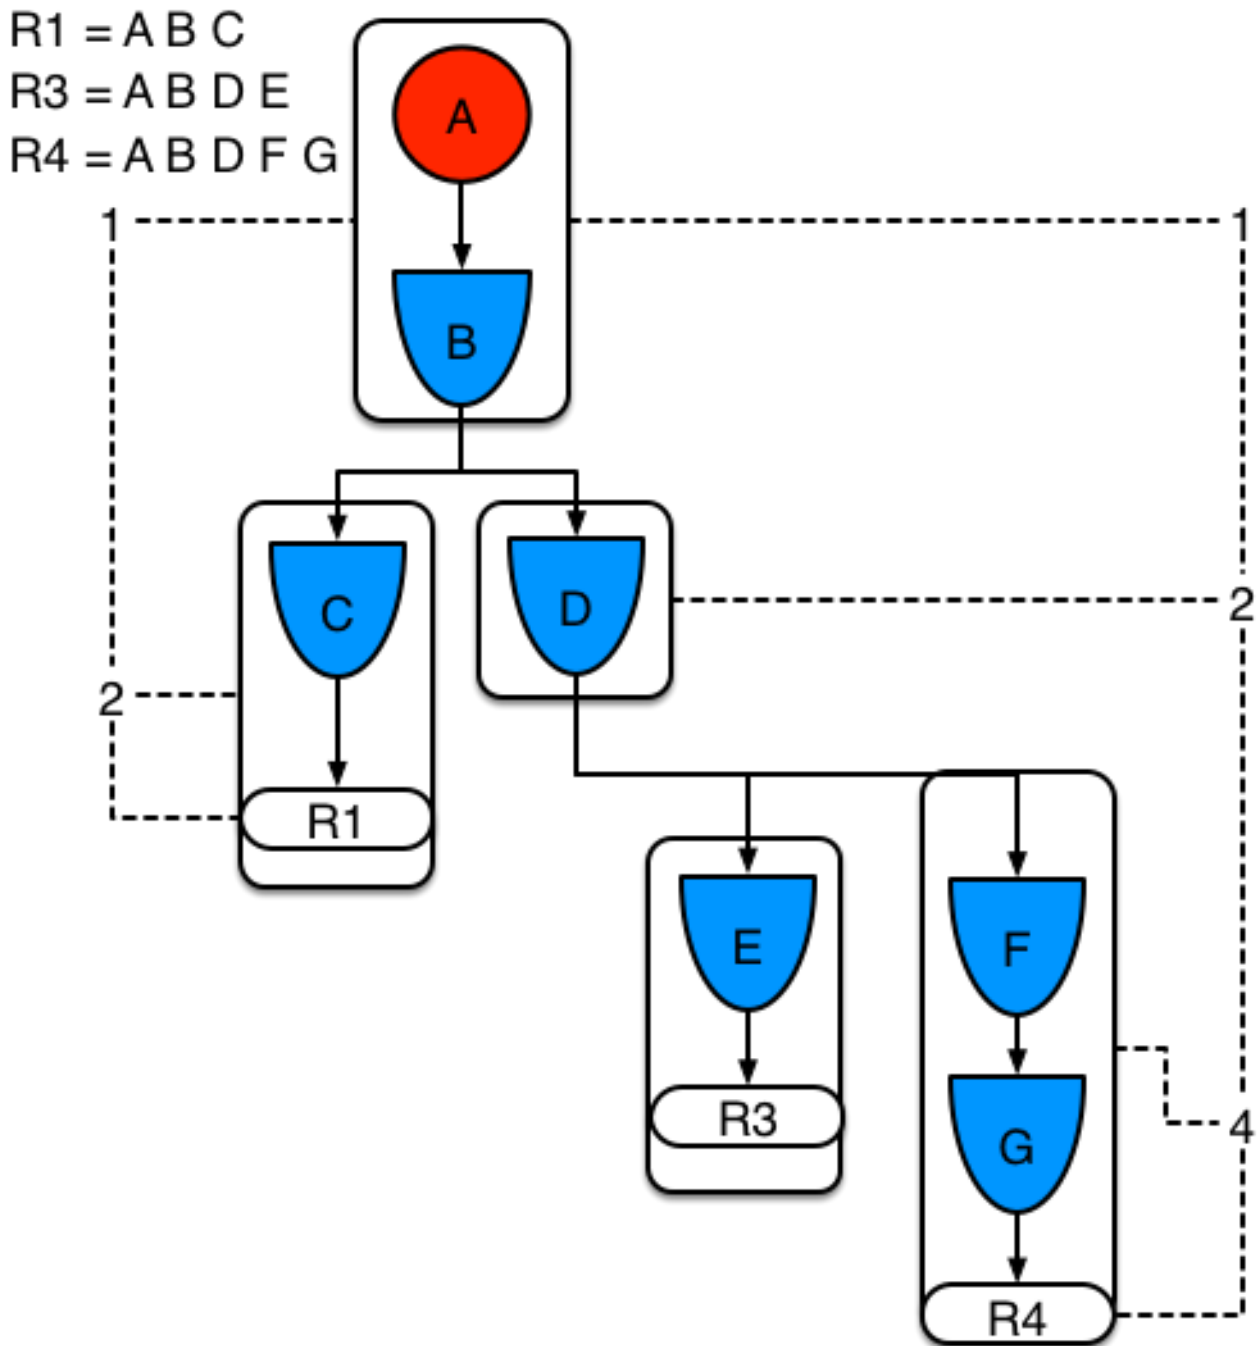 R1 = A B C
R3 = A B D E
R4 = A B D F G
A
1
1
B
C
D
2
2
R1
E
F
R3
4
G
R4